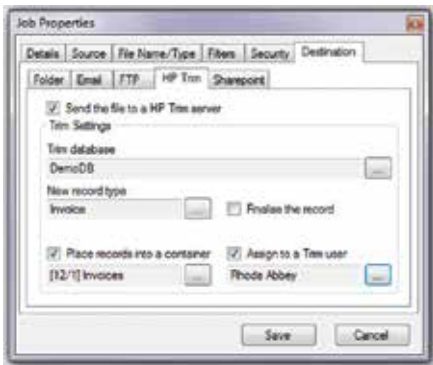 Job Properties
Details Source File Name/Type Filters Security Destination
Folder Email FTP HP Trim Sharepoint
Send the file to a HP Trim server
Trim Settings
Trim database
DemoDB
...
New record type
Invoice
...
Finalise the record
Place records into a container
Assign to a Trim user
[12/1] Invoices
...
Rhode Abbey
...
Save Cancel